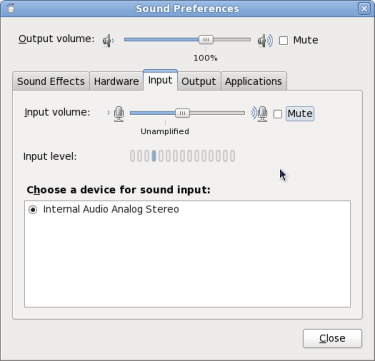 Sound Preferences
Output volume:
Mute
100%
Sound Effects Hardware Input Output Applications
Input volume:
Mute
Unamplified
Input level:
Choose a device for sound input:
Internal Audio Analog Stereo
Close